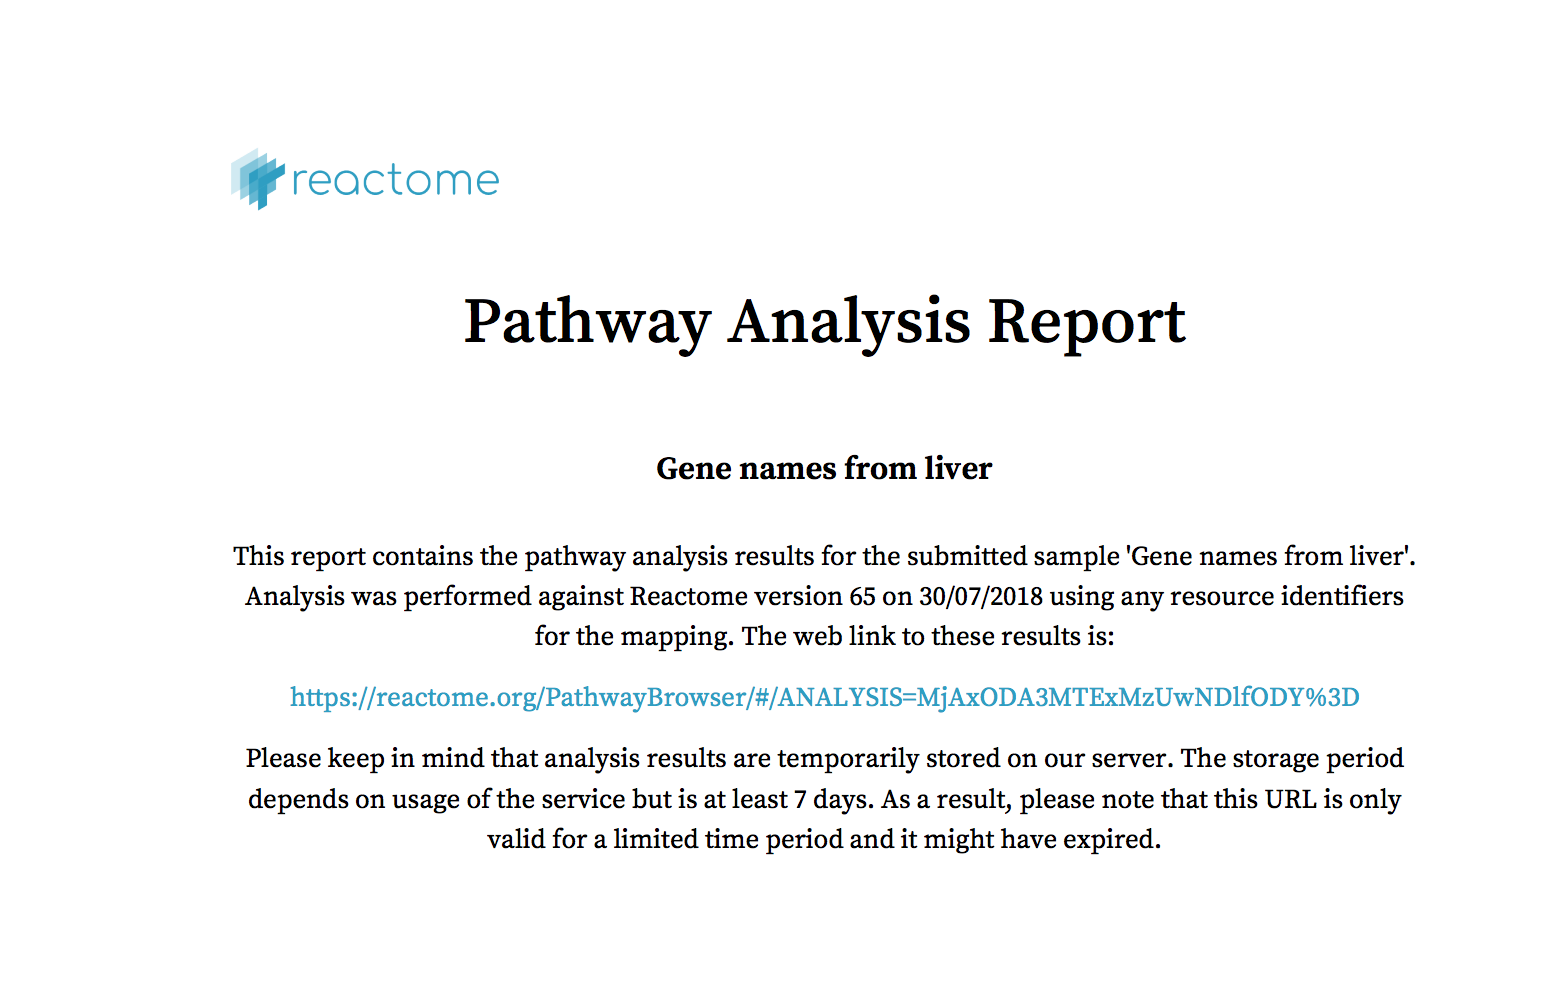 reactome
Pathway Analysis Report
Gene names from liver
This report contains the pathway analysis results for the submitted sample 'Gene names from liver'.
Analysis was performed against Reactome version 65 on 30/07/2018 using any resource identifiers
for the mapping. The web link to these results is:
https://reactome.org/PathwayBrowser/#/ANALYSIS=MjAxODA3MTExMzUwNDlfODY%3D
Please keep in mind that analysis results are temporarily stored on our server. The storage period
depends on usage of the service but is at least 7 days. As a result, please note that this URL is only
valid for a limited time period and it might have expired.